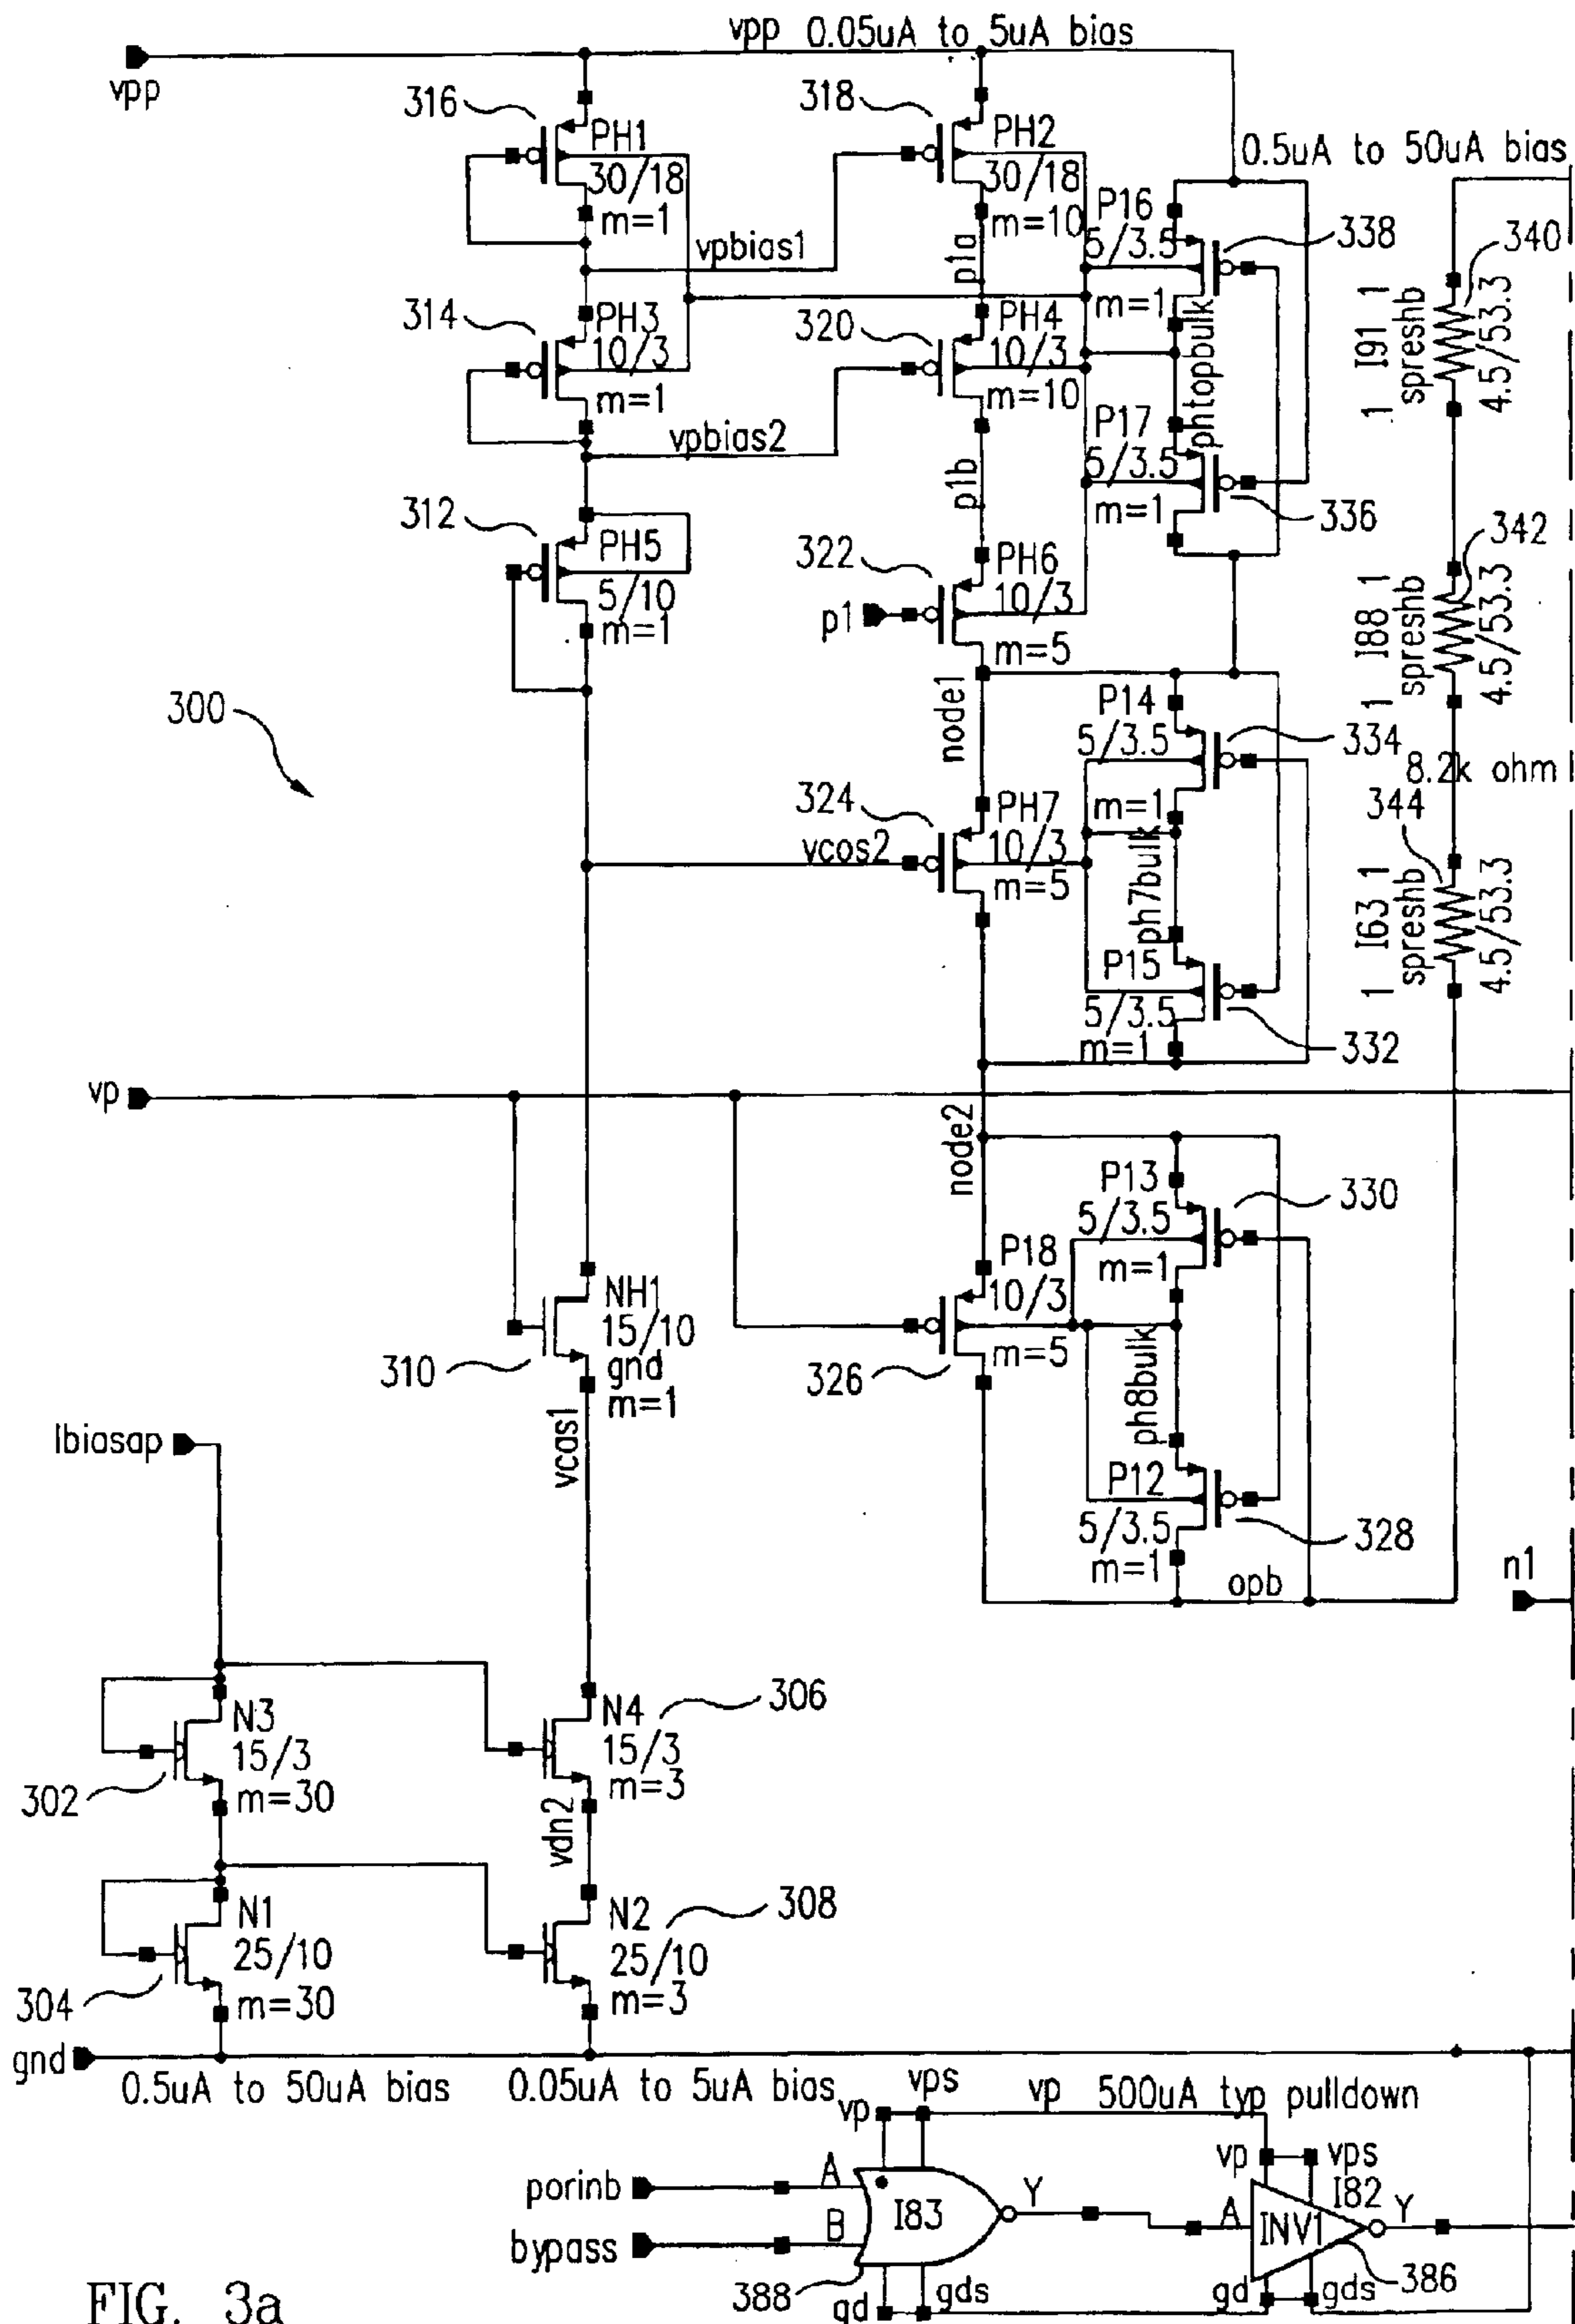 vpp 0.05uA to 5uA bias
vpp
316
PH1
30/18
m=1
318
PH2
30/18
m=10
0.5uA to 50uA bias
vpbias1
p1a
P16
5/3.5
m=1
338
340
I91 1
spreshb
1
4.5/53.3
314
PH3
10/3
m=1
320
PH4
10/3
m=10
phtopbulk
vpbias2
p1b
P17
5/3.5
m=1
336
312
PH5
5/10
m=1
322
p1
PH6
10/3
m=5
342
I88 1
spreshb
1
4.5/53.3
300
node1
P14
5/3.5
m=1
334
8.2k ohm
324
vcos2
PH7
10/3
m=5
ph7bulk
344
I63 1
spreshb
1
4.5/53.3
P15
5/3.5
m=1
332
vp
node2
P13
5/3.5
m=1
330
NH1
15/10
gnd
m=1
310
P18
10/3
m=5
326
ph8bulk
vcas1
Ibiasap
P12
5/3.5
m=1
328
opb
n1
N3
15/3
m=30
302
N4
15/3
m=3
306
vdn2
N1
25/10
m=30
304
N2
25/10
m=3
308
gnd
0.5uA to 50uA bias
0.05uA to 5uA bias
vps
vp
vp 500uA typ pulldown
vp
vps
porinb
A
I83
Y
A
INV1
I82
Y
bypass
B
388
gd
gds
gd
gds
386
FIG. 3a